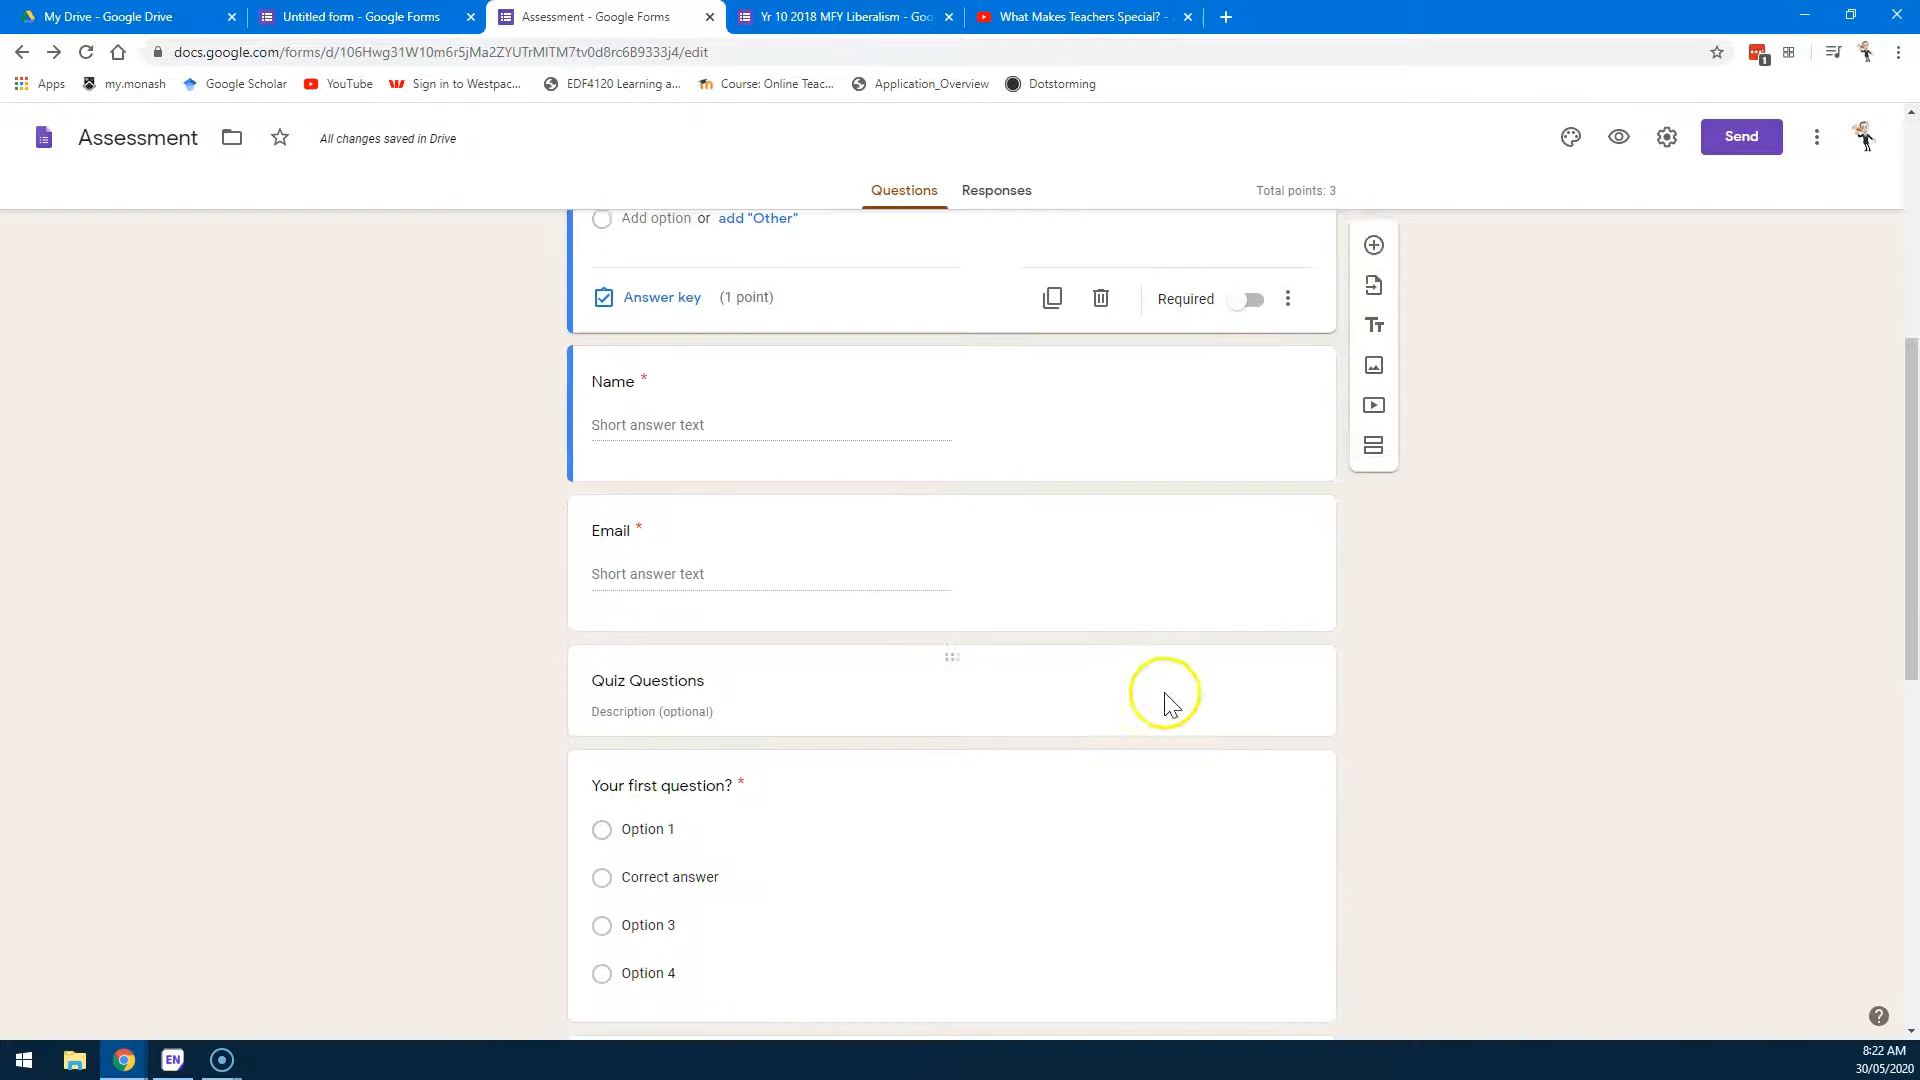 My Drive - Google Drive
Untitled form - Google Forms
Assessment - Google Forms
Yr 10 2018 MFY Liberalism - Goo
What Makes Teachers Special? -
docs.google.com/forms/d/106Hwg31W10m6r5jMa2ZYUTrMITM7tv0d8rc6B9333j4/edit
1
Apps
my.monash
Google Scholar
YouTube
Sign in to Westpac...
EDF4120 Learning a...
Course: Online Teac...
Application_Overview
Dotstorming
Assessment
All changes saved in Drive
Send
Questions
Responses
Total points: 3
Add option or add "Other"
Answer key (1 point)
Required
Name *
Short answer text
Email *
Short answer text
Quiz Questions
Description (optional)
Your first question? *
Option 1
Correct answer
Option 3
Option 4
EN
8:22 AM
30/05/2020